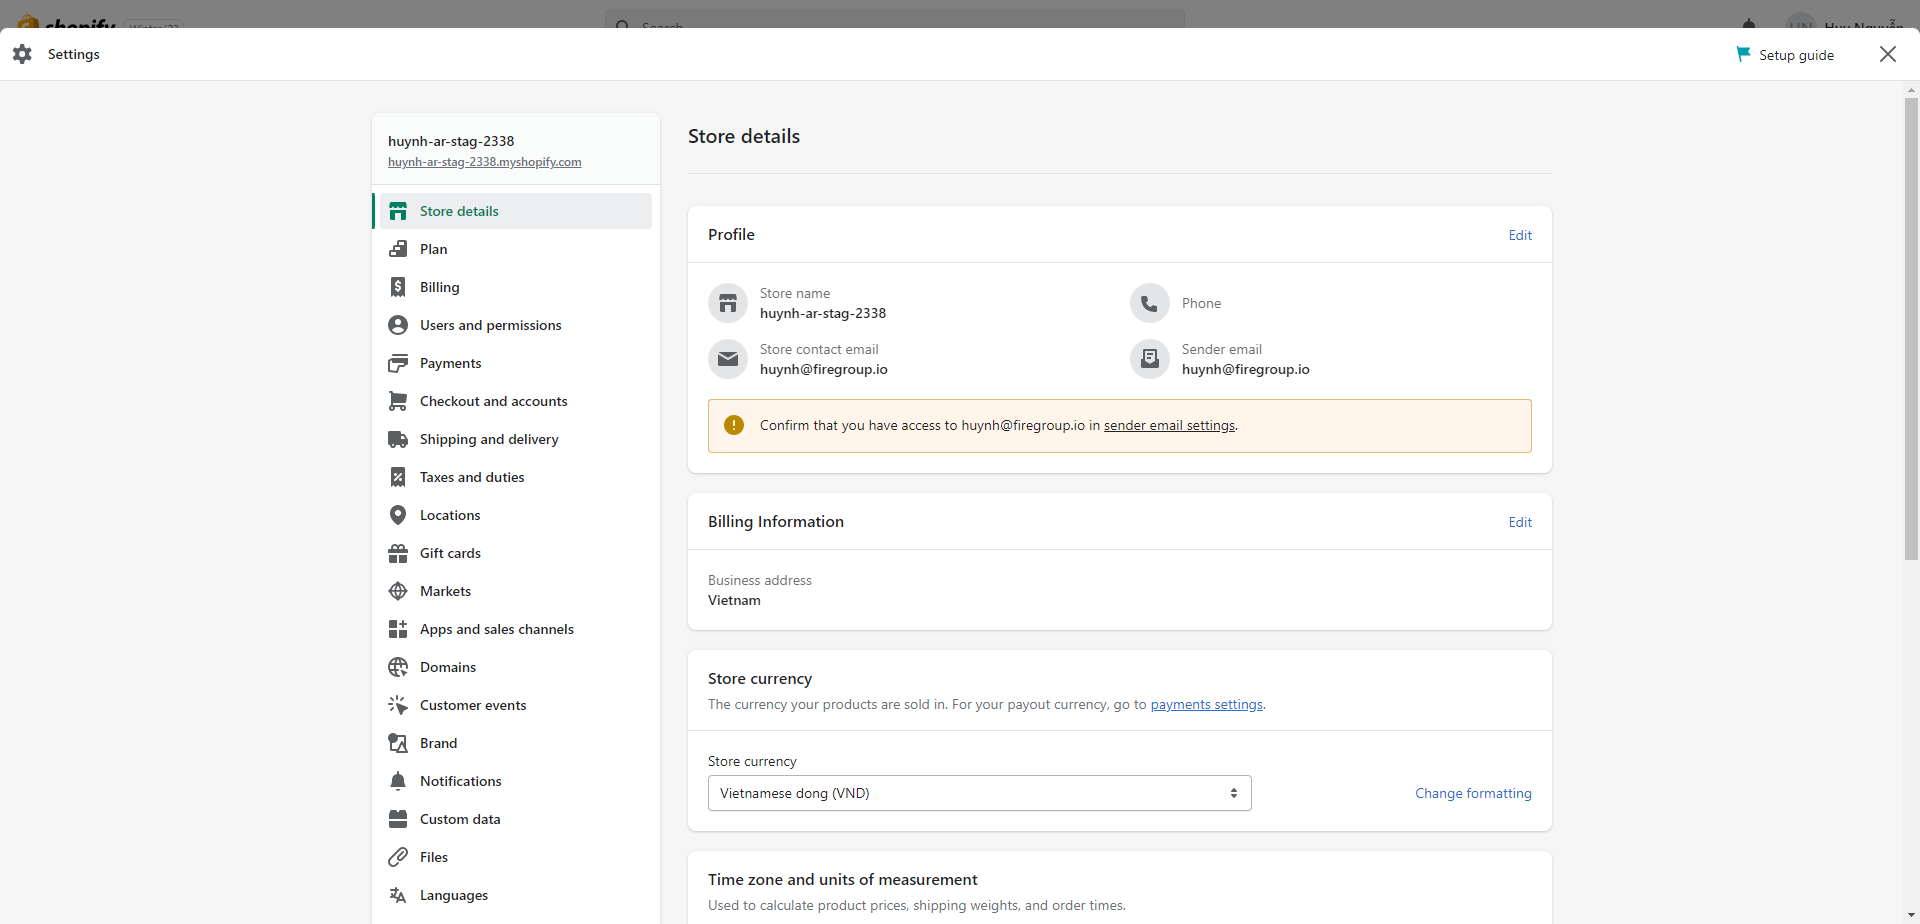 shopify Winter '23
Search
Huy Nguyễn
Settings
Setup guide
huynh-ar-stag-2338
huynh-ar-stag-2338.myshopify.com
Store details
Plan
Billing
Users and permissions
Payments
Checkout and accounts
Shipping and delivery
Taxes and duties
Locations
Gift cards
Markets
Apps and sales channels
Domains
Customer events
Brand
Notifications
Custom data
Files
Languages
Store details
Profile
Edit
Store name
huynh-ar-stag-2338
Phone
Store contact email
huynh@firegroup.io
Sender email
huynh@firegroup.io
Confirm that you have access to huynh@firegroup.io in sender email settings.
Billing Information
Edit
Business address
Vietnam
Store currency
The currency your products are sold in. For your payout currency, go to payments settings.
Store currency
Vietnamese dong (VND)
Change formatting
Time zone and units of measurement
Used to calculate product prices, shipping weights, and order times.